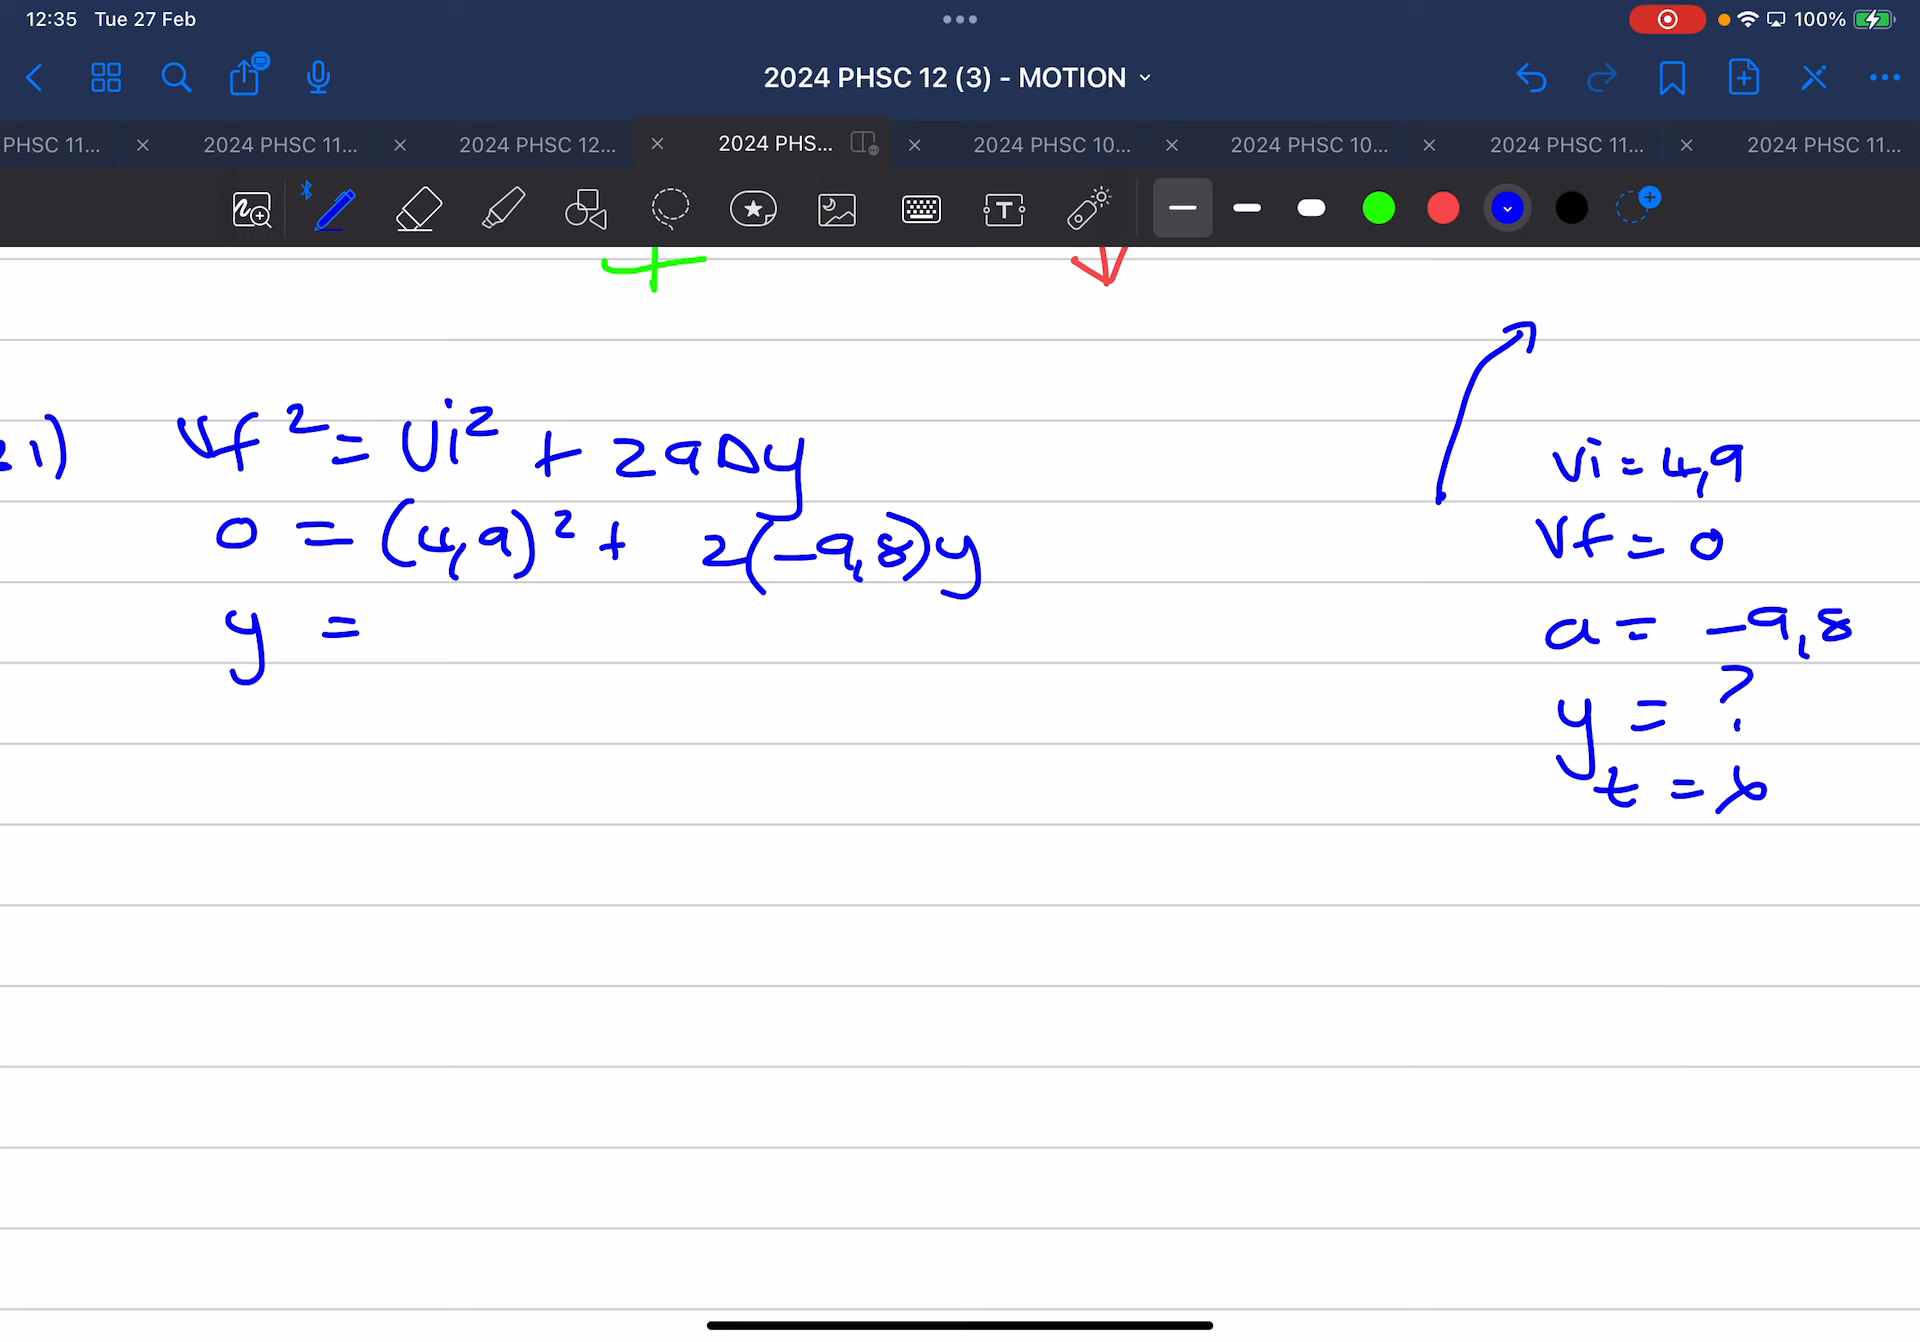 12:35 Tue 27 Feb
100%
2024 PHSC 12 (3) - MOTION
PHSC 11... 2024 PHSC 11... 2024 PHSC 12... 2024 PHS... 2024 PHSC 10... 2024 PHSC 10... 2024 PHSC 11... 2024 PHSC 11...
1) Vf² = Vi² + 2aΔy
0 = (4,9)² + 2(-9,8)y
y =
Vi = 4,9
Vf = 0
a = -9,8
y = ?
t =